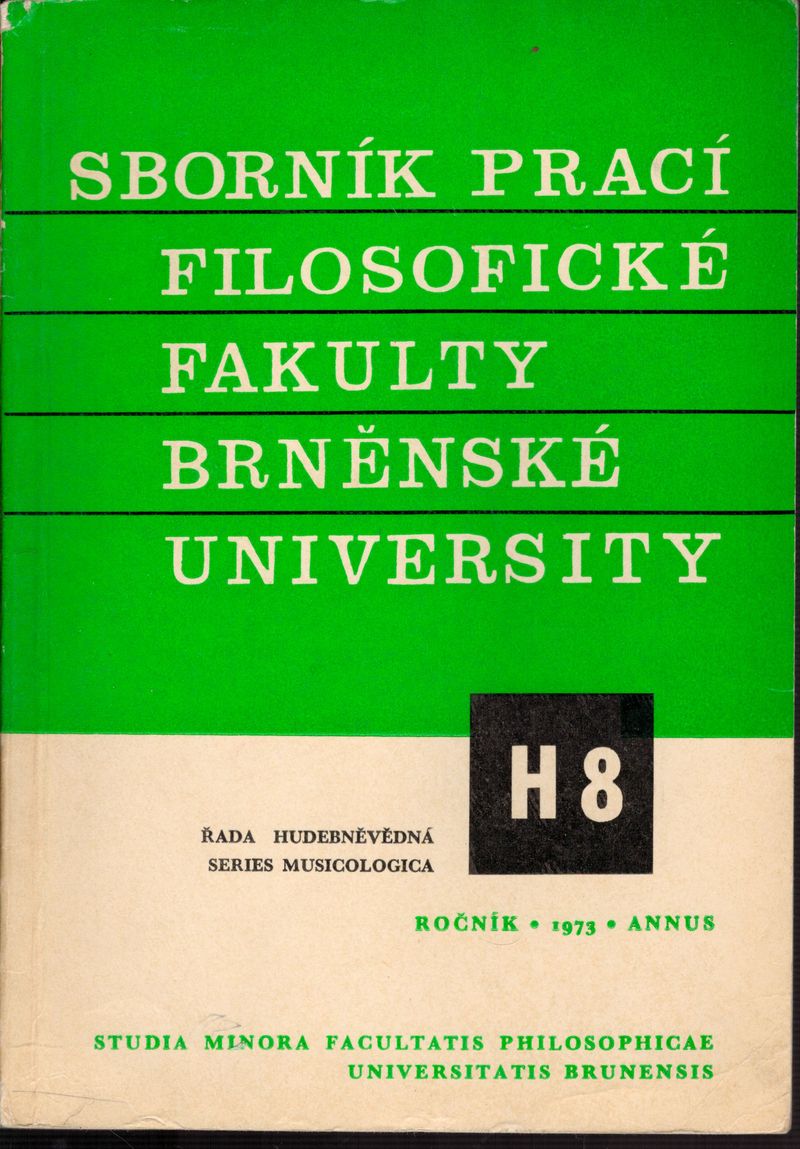 SBORNÍK PRACÍ
FILOSOFICKÉ
FAKULTY
BRNĚNSKÉ
UNIVERSITY
H 8
ŘADA HUDEBNĚVĚDNÁ
SERIES MUSICOLOGICA
ROČNÍK • 1973 • ANNUS
STUDIA MINORA FACULTATIS PHILOSOPHICAE
UNIVERSITATIS BRUNENSIS